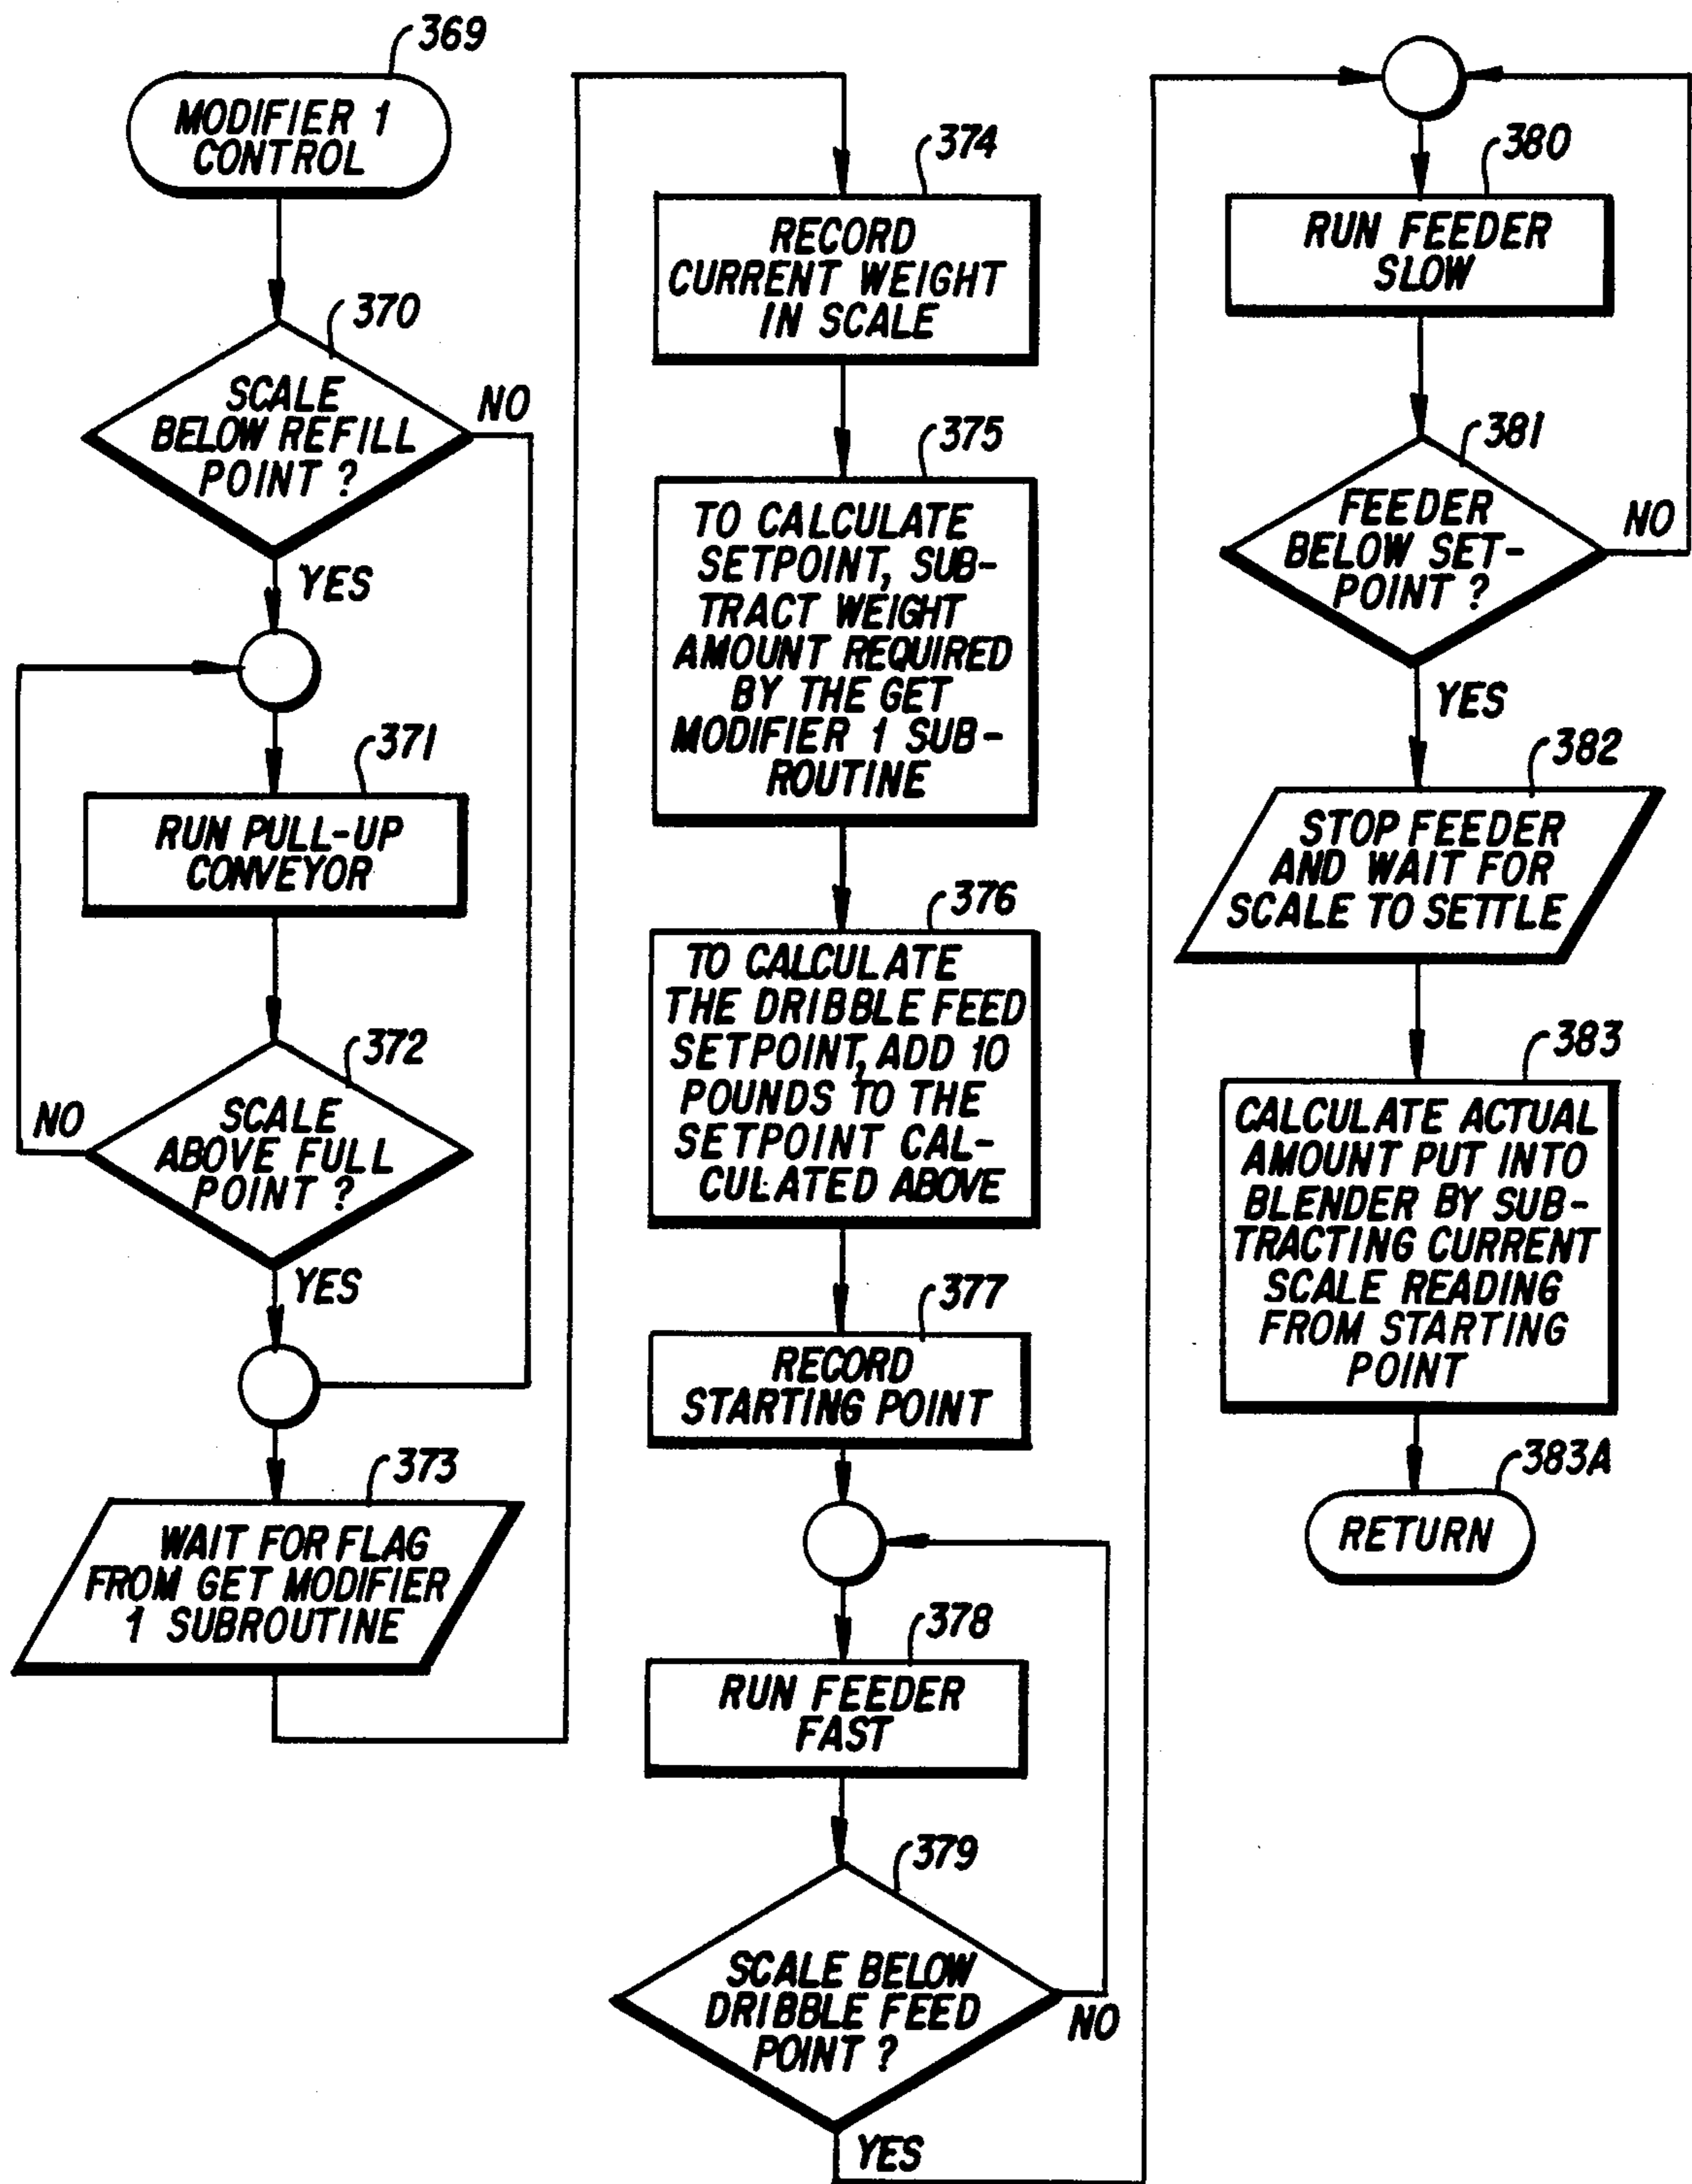 369
MODIFIER 1
CONTROL
370
SCALE
BELOW REFILL
POINT ?
NO
YES
371
RUN PULL-UP
CONVEYOR
372
SCALE
ABOVE FULL
POINT ?
NO
YES
373
WAIT FOR FLAG
FROM GET MODIFIER
1 SUBROUTINE
374
RECORD
CURRENT WEIGHT
IN SCALE
375
TO CALCULATE
SETPOINT, SUB-
TRACT WEIGHT
AMOUNT REQUIRED
BY THE GET
MODIFIER 1 SUB-
ROUTINE
376
TO CALCULATE
THE DRIBBLE FEED
SETPOINT, ADD 10
POUNDS TO THE
SETPOINT CAL-
CULATED ABOVE
377
RECORD
STARTING POINT
378
RUN FEEDER
FAST
379
SCALE BELOW
DRIBBLE FEED
POINT ?
NO
YES
380
RUN FEEDER
SLOW
381
FEEDER
BELOW SET-
POINT ?
NO
YES
382
STOP FEEDER
AND WAIT FOR
SCALE TO SETTLE
383
CALCULATE ACTUAL
AMOUNT PUT INTO
BLENDER BY SUB-
TRACTING CURRENT
SCALE READING
FROM STARTING
POINT
383A
RETURN